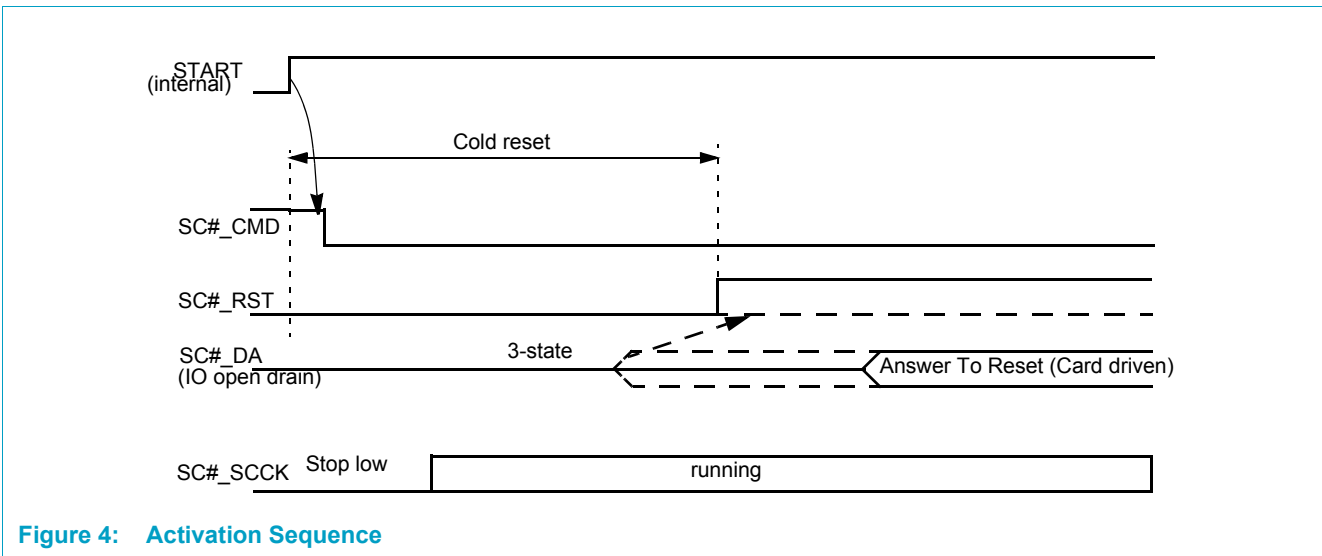 START
(internal)
Cold reset
SC#_CMD
SC#_RST
SC#_DA
(IO open drain)
3-state
Answer To Reset (Card driven)
SC#_SCCK
Stop low
running
Figure 4: Activation Sequence